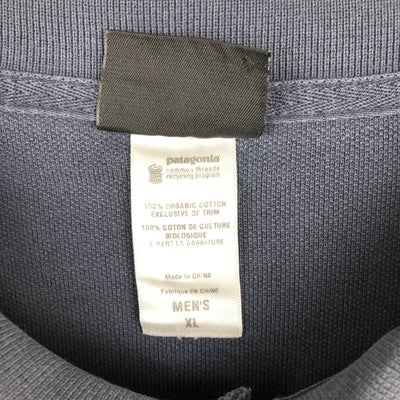 patagonia
common threads
recycling program
100% ORGANIC COTTON
EXCLUSIVE OF TRIM
100% COTON DE CULTURE
BIOLOGIQUE
À PART LA GARNITURE
Made in CHINA
Fabriqué en CHINE
MEN'S
XL